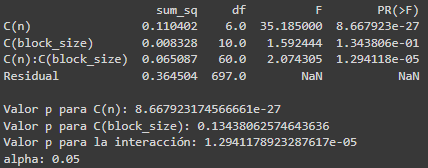 sum_sq df F PR(>F)
C(n) 0.110402 6.0 35.185000 8.667923e-27
C(block_size) 0.008328 10.0 1.592444 1.343806e-01
C(n):C(block_size) 0.065087 60.0 2.074305 1.294118e-05
Residual 0.364504 697.0 NaN NaN
Valor p para C(n): 8.667923174566661e-27
Valor p para C(block_size): 0.13438062574643636
Valor p para la interacción: 1.2941178923287617e-05
alpha: 0.05